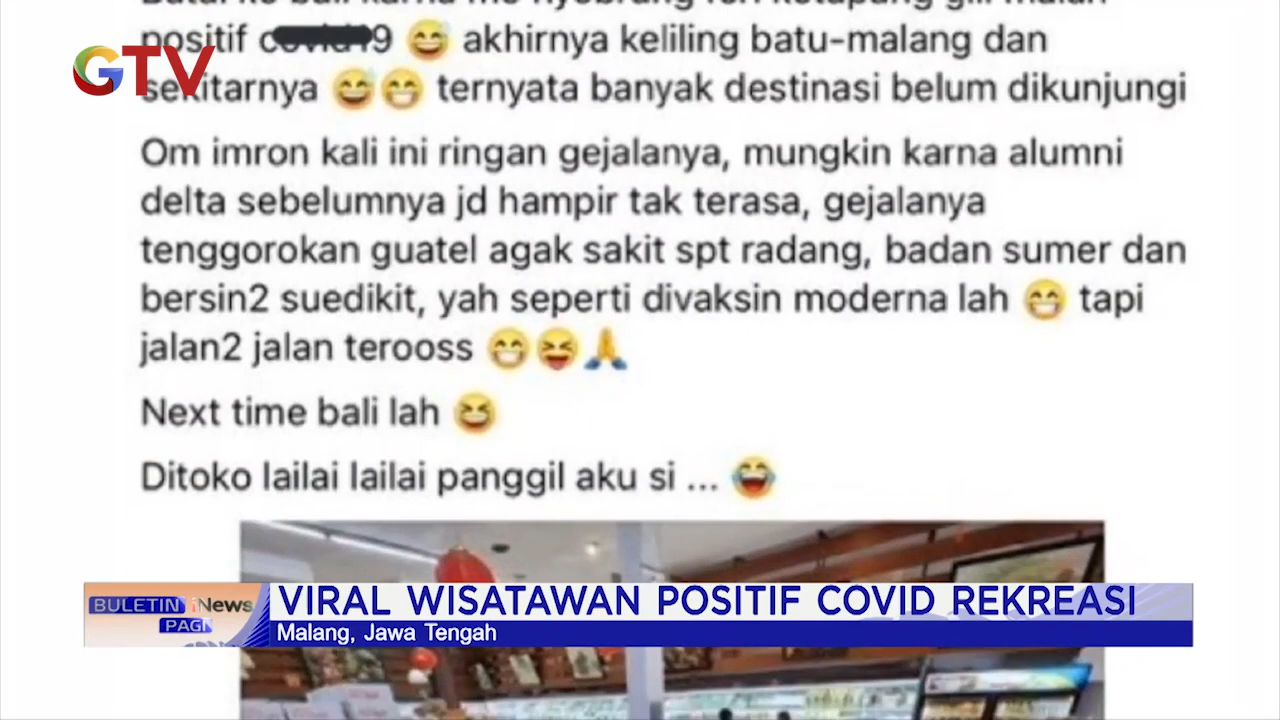 GTV
positif covid19 😅 akhirnya keliling batu-malang dan
sekitarnya 😅😁 ternyata banyak destinasi belum dikunjungi
Om imron kali ini ringan gejalanya, mungkin karna alumni
delta sebelumnya jd hampir tak terasa, gejalanya
tenggorokan guatel agak sakit spt radang, badan sumer dan
bersin2 suedikit, yah seperti divaksin moderna lah 😁 tapi
jalan2 jalan terooss 😁😝🙏
Next time bali lah 😆
Ditoko lailai lailai panggil aku si ... 😂
BULETIN iNews
PAGI
VIRAL WISATAWAN POSITIF COVID REKREASI
Malang, Jawa Tengah